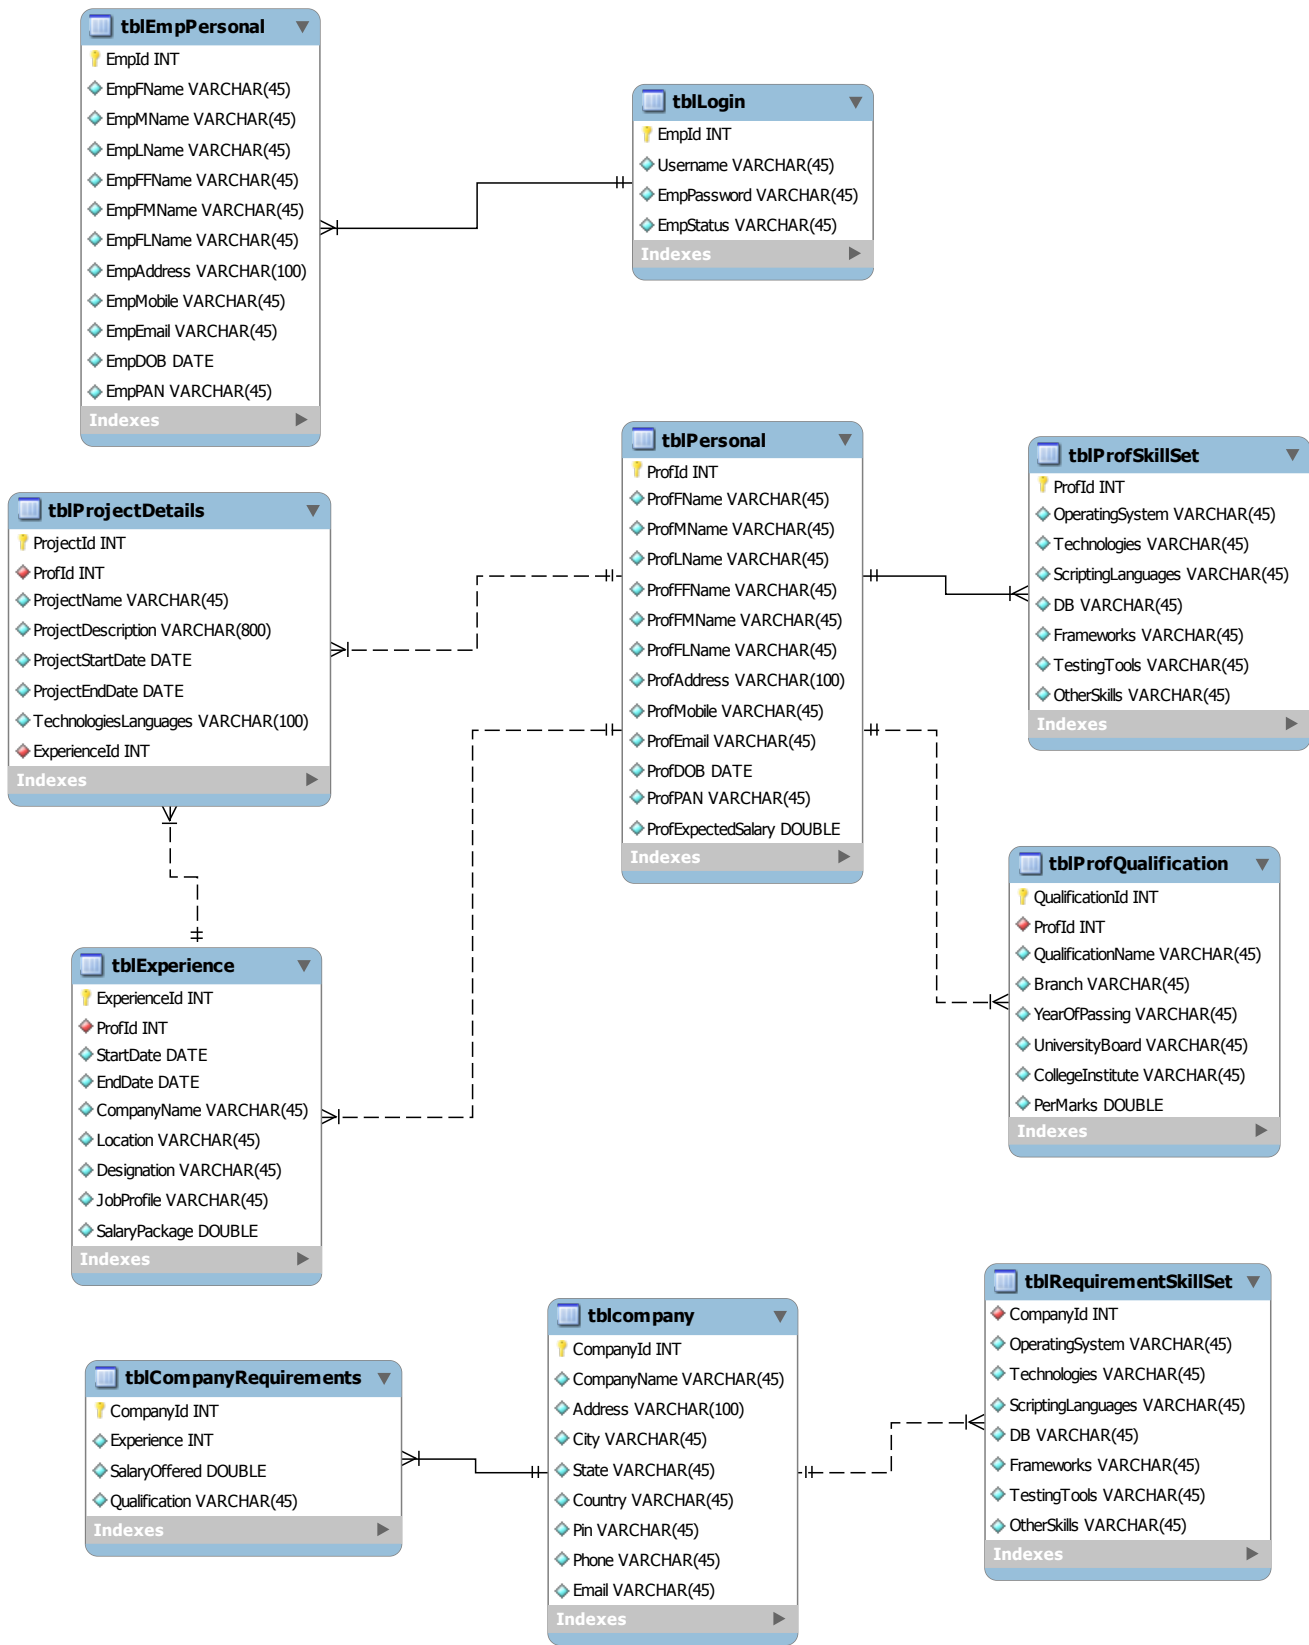 tblEmpPersonal
EmpId INT
EmpFName VARCHAR(45)
EmpMName VARCHAR(45)
EmpLName VARCHAR(45)
EmpFFName VARCHAR(45)
EmpFMName VARCHAR(45)
EmpFLName VARCHAR(45)
EmpAddress VARCHAR(100)
EmpMobile VARCHAR(45)
EmpEmail VARCHAR(45)
EmpDOB DATE
EmpPAN VARCHAR(45)
Indexes
tblLogin
EmpId INT
Username VARCHAR(45)
EmpPassword VARCHAR(45)
EmpStatus VARCHAR(45)
Indexes
tblPersonal
ProfId INT
ProfFName VARCHAR(45)
ProfMName VARCHAR(45)
ProfLName VARCHAR(45)
ProfFFName VARCHAR(45)
ProfFMName VARCHAR(45)
ProfFLName VARCHAR(45)
ProfAddress VARCHAR(100)
ProfMobile VARCHAR(45)
ProfEmail VARCHAR(45)
ProfDOB DATE
ProfPAN VARCHAR(45)
ProfExpectedSalary DOUBLE
Indexes
tblProfSkillSet
ProfId INT
OperatingSystem VARCHAR(45)
Technologies VARCHAR(45)
ScriptingLanguages VARCHAR(45)
DB VARCHAR(45)
Frameworks VARCHAR(45)
TestingTools VARCHAR(45)
OtherSkills VARCHAR(45)
Indexes
tblProjectDetails
ProjectId INT
ProfId INT
ProjectName VARCHAR(45)
ProjectDescription VARCHAR(800)
ProjectStartDate DATE
ProjectEndDate DATE
TechnologiesLanguages VARCHAR(100)
ExperienceId INT
Indexes
tblProfQualification
QualificationId INT
ProfId INT
QualificationName VARCHAR(45)
Branch VARCHAR(45)
YearOfPassing VARCHAR(45)
UniversityBoard VARCHAR(45)
CollegeInstitute VARCHAR(45)
PerMarks DOUBLE
Indexes
tblExperience
ExperienceId INT
ProfId INT
StartDate DATE
EndDate DATE
CompanyName VARCHAR(45)
Location VARCHAR(45)
Designation VARCHAR(45)
JobProfile VARCHAR(45)
SalaryPackage DOUBLE
Indexes
tblCompanyRequirements
CompanyId INT
Experience INT
SalaryOffered DOUBLE
Qualification VARCHAR(45)
Indexes
tblcompany
CompanyId INT
CompanyName VARCHAR(45)
Address VARCHAR(100)
City VARCHAR(45)
State VARCHAR(45)
Country VARCHAR(45)
Pin VARCHAR(45)
Phone VARCHAR(45)
Email VARCHAR(45)
Indexes
tblRequirementSkillSet
CompanyId INT
OperatingSystem VARCHAR(45)
Technologies VARCHAR(45)
ScriptingLanguages VARCHAR(45)
DB VARCHAR(45)
Frameworks VARCHAR(45)
TestingTools VARCHAR(45)
OtherSkills VARCHAR(45)
Indexes